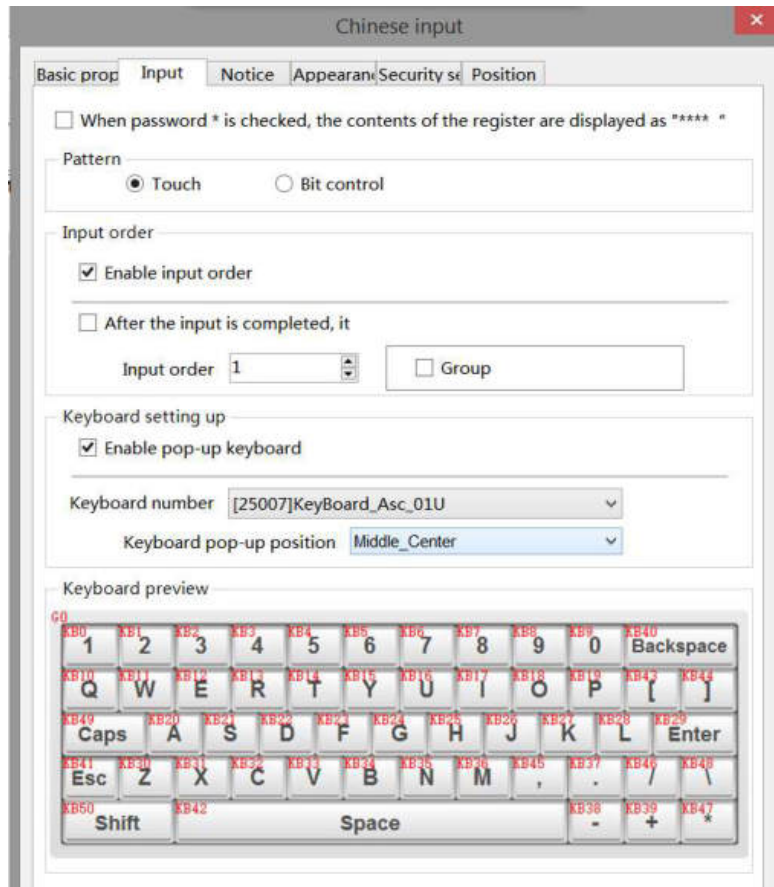 Chinese input
Basic prop Input Notice Appearan Security se Position
When password * is checked, the contents of the register are displayed as "**** "
Pattern
Touch Bit control
Input order
Enable input order
After the input is completed, it
Input order 1 Group
Keyboard setting up
Enable pop-up keyboard
Keyboard number [25007]KeyBoard_Asc_01U
Keyboard pop-up position Middle_Center
Keyboard preview
G0
KB0 KB1 KB2 KB3 KB4 KB5 KB6 KB7 KB8 KB9 KB40
1 2 3 4 5 6 7 8 9 0 Backspace
KB10 KB11 KB12 KB13 KB14 KB15 KB16 KB17 KB18 KB19 KB43 KB44
Q W E R T Y U I O P [ ]
KB49 KB20 KB21 KB22 KB23 KB24 KB25 KB26 KB27 KB28 KB29
Caps A S D F G H J K L Enter
KB41 KB30 KB31 KB32 KB33 KB34 KB35 KB36 KB45 KB37 KB46 KB48
Esc Z X C V B N M , . / \
KB50 KB42 KB38 KB39 KB47
Shift Space - + *